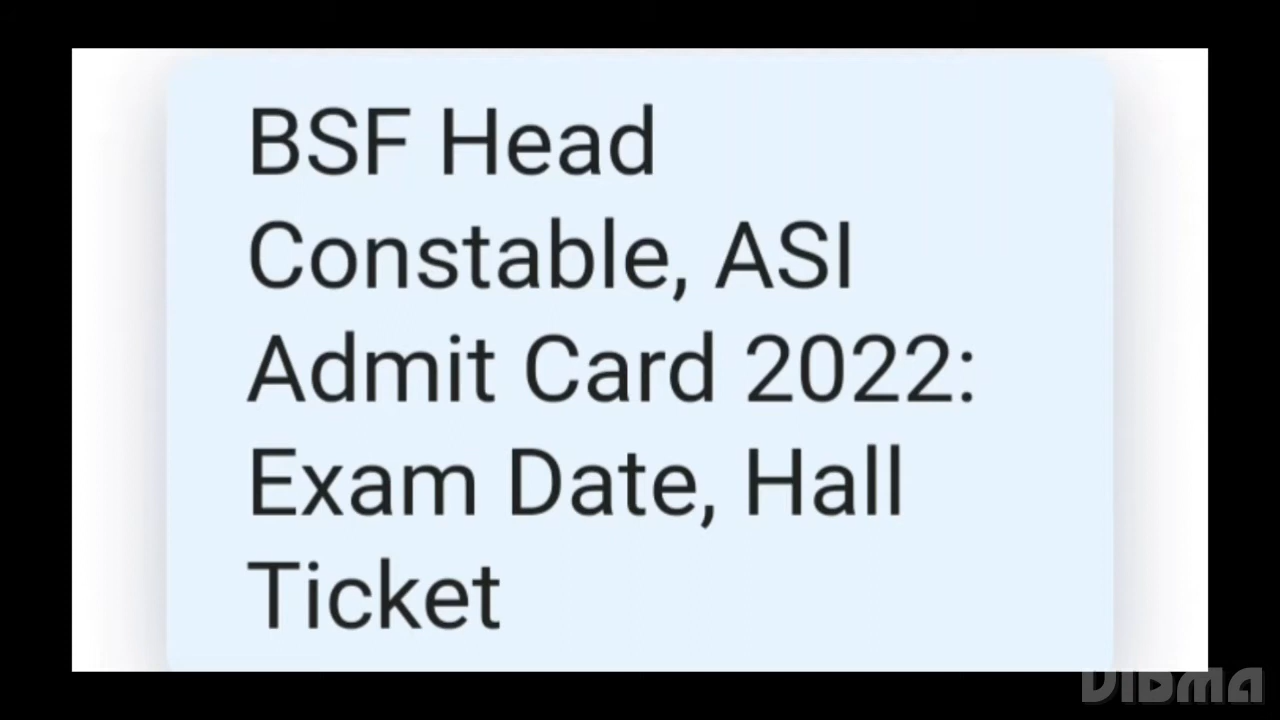 BSF Head
Constable, ASI
Admit Card 2022:
Exam Date, Hall
Ticket
VIDMA